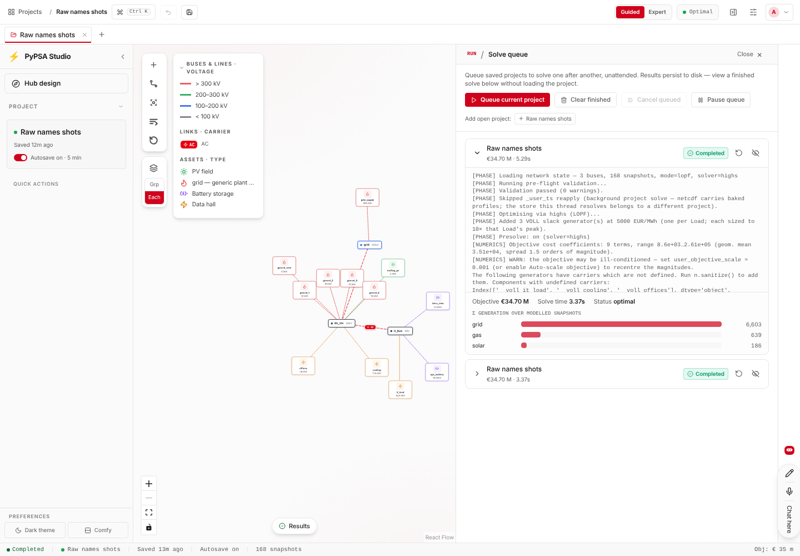 Projects / Raw names shots
Ctrl K
Guided Expert
Optimal
A
Raw names shots
PyPSA Studio
Hub design
PROJECT
Raw names shots
Saved 12m ago
Autosave on · 5 min
QUICK ACTIONS
PREFERENCES
Dark theme
Comfy
Grp
Each
BUSES & LINES · VOLTAGE
> 300 kV
200–300 kV
100–200 kV
< 100 kV
LINKS · CARRIER
AC AC
ASSETS · TYPE
PV field
grid — generic plant ...
Battery storage
Data hall
Results
React Flow
RUN / Solve queue
Close
Queue saved projects to solve one after another, unattended. Results persist to disk — view a finished
solve below without loading the project.
Queue current project
Clear finished
Cancel queued
Pause queue
Add open project:
+ Raw names shots
Raw names shots
€34.70 M · 5.29s
Completed
[PHASE] Loading network state — 3 buses, 168 snapshots, mode=lopf, solver=highs
[PHASE] Running pre-flight validation...
[PHASE] Validation passed (0 warnings).
[PHASE] Skipped _user_ts reapply (background project solve — netcdf carries baked
profiles; the store this thread resolves belongs to a different project).
[PHASE] Optimising via highs (LOPF)...
[PHASE] Added 3 VOLL slack generator(s) at 5000 EUR/MWh (one per Load; each sized to
10× that Load's peak).
[PHASE] Presolve: on (solver=highs)
[NUMERICS] Objective cost coefficients: 9 terms, range 8.6e+03…2.61e+05 (geom. mean
3.51e+04, spread 1.5 orders of magnitude).
[NUMERICS] WARN: the objective may be ill-conditioned — set user_objective_scale ≈
0.001 (or enable Auto-scale objective) to recentre the magnitudes.
The following generators have carriers which are not defined. Run n.sanitize() to add
them. Components with undefined carriers:
Index(['__voll_it_load', '__voll_cooling', '__voll_offices'], dtype='object',
Objective €34.70 M Solve time 3.37s Status optimal
Σ GENERATION OVER MODELLED SNAPSHOTS
grid 6,603
gas 639
solar 186
Raw names shots
€34.70 M · 3.37s
Completed
Chat here
Completed
Raw names shots
Saved 13m ago
Autosave on
168 snapshots
Obj: € 35 m